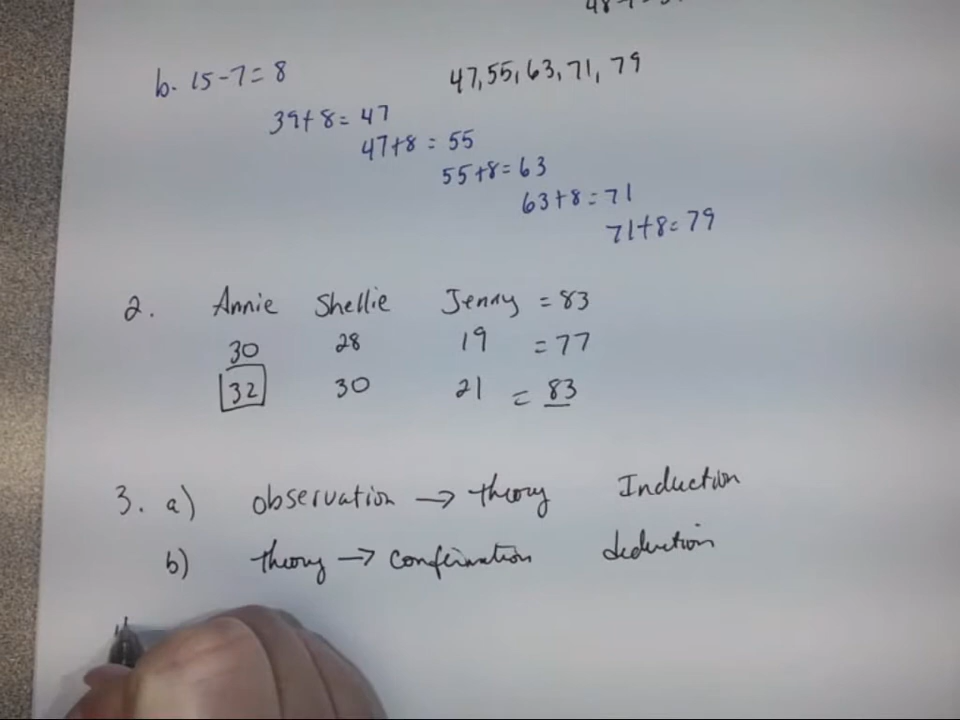 b. 15-7=8
47,55,63,71,79
39+8=47
47+8=55
55+8=63
63+8=71
71+8=79
2. Annie Shellie Jenny =83
30 28 19 =77
32 30 21 =83
3. a) observation → theory Induction
b) theory → confirmation deduction